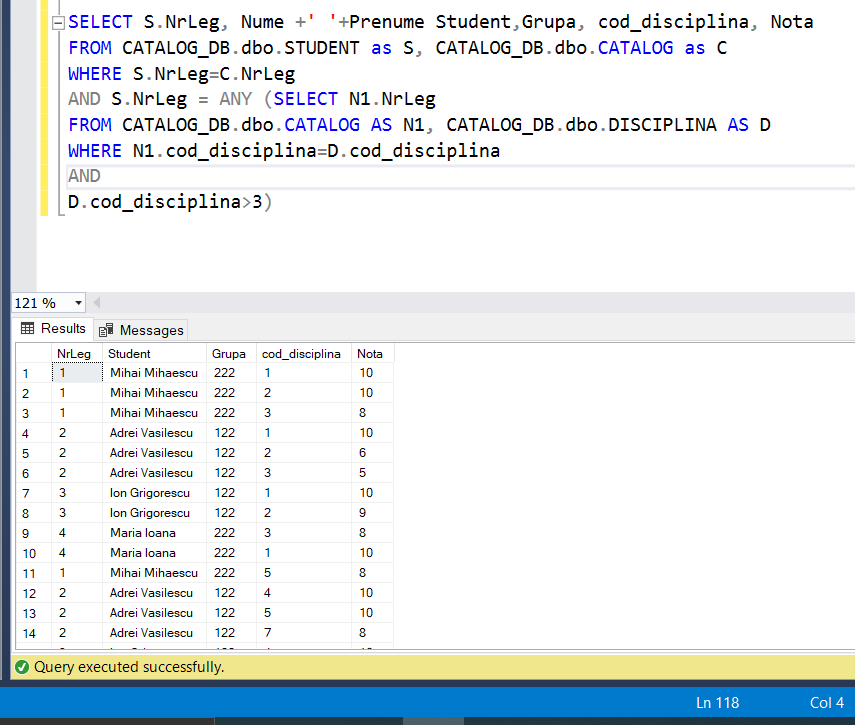 SELECT S.NrLeg, Nume +' '+Prenume Student,Grupa, cod_disciplina, Nota
FROM CATALOG_DB.dbo.STUDENT as S, CATALOG_DB.dbo.CATALOG as C
WHERE S.NrLeg=C.NrLeg
AND S.NrLeg = ANY (SELECT N1.NrLeg
FROM CATALOG_DB.dbo.CATALOG AS N1, CATALOG_DB.dbo.DISCIPLINA AS D
WHERE N1.cod_disciplina=D.cod_disciplina
AND
D.cod_disciplina>3)
121 %
Results Messages
NrLeg Student Grupa cod_disciplina Nota
1 1 Mihai Mihaescu 222 1 10
2 1 Mihai Mihaescu 222 2 10
3 1 Mihai Mihaescu 222 3 8
4 2 Adrei Vasilescu 122 1 10
5 2 Adrei Vasilescu 122 2 6
6 2 Adrei Vasilescu 122 3 5
7 3 Ion Grigorescu 122 1 10
8 3 Ion Grigorescu 122 2 9
9 4 Maria Ioana 222 3 8
10 4 Maria Ioana 222 1 10
11 1 Mihai Mihaescu 222 5 8
12 2 Adrei Vasilescu 122 4 10
13 2 Adrei Vasilescu 122 5 10
14 2 Adrei Vasilescu 122 7 8
Query executed successfully.
Ln 118 Col 4